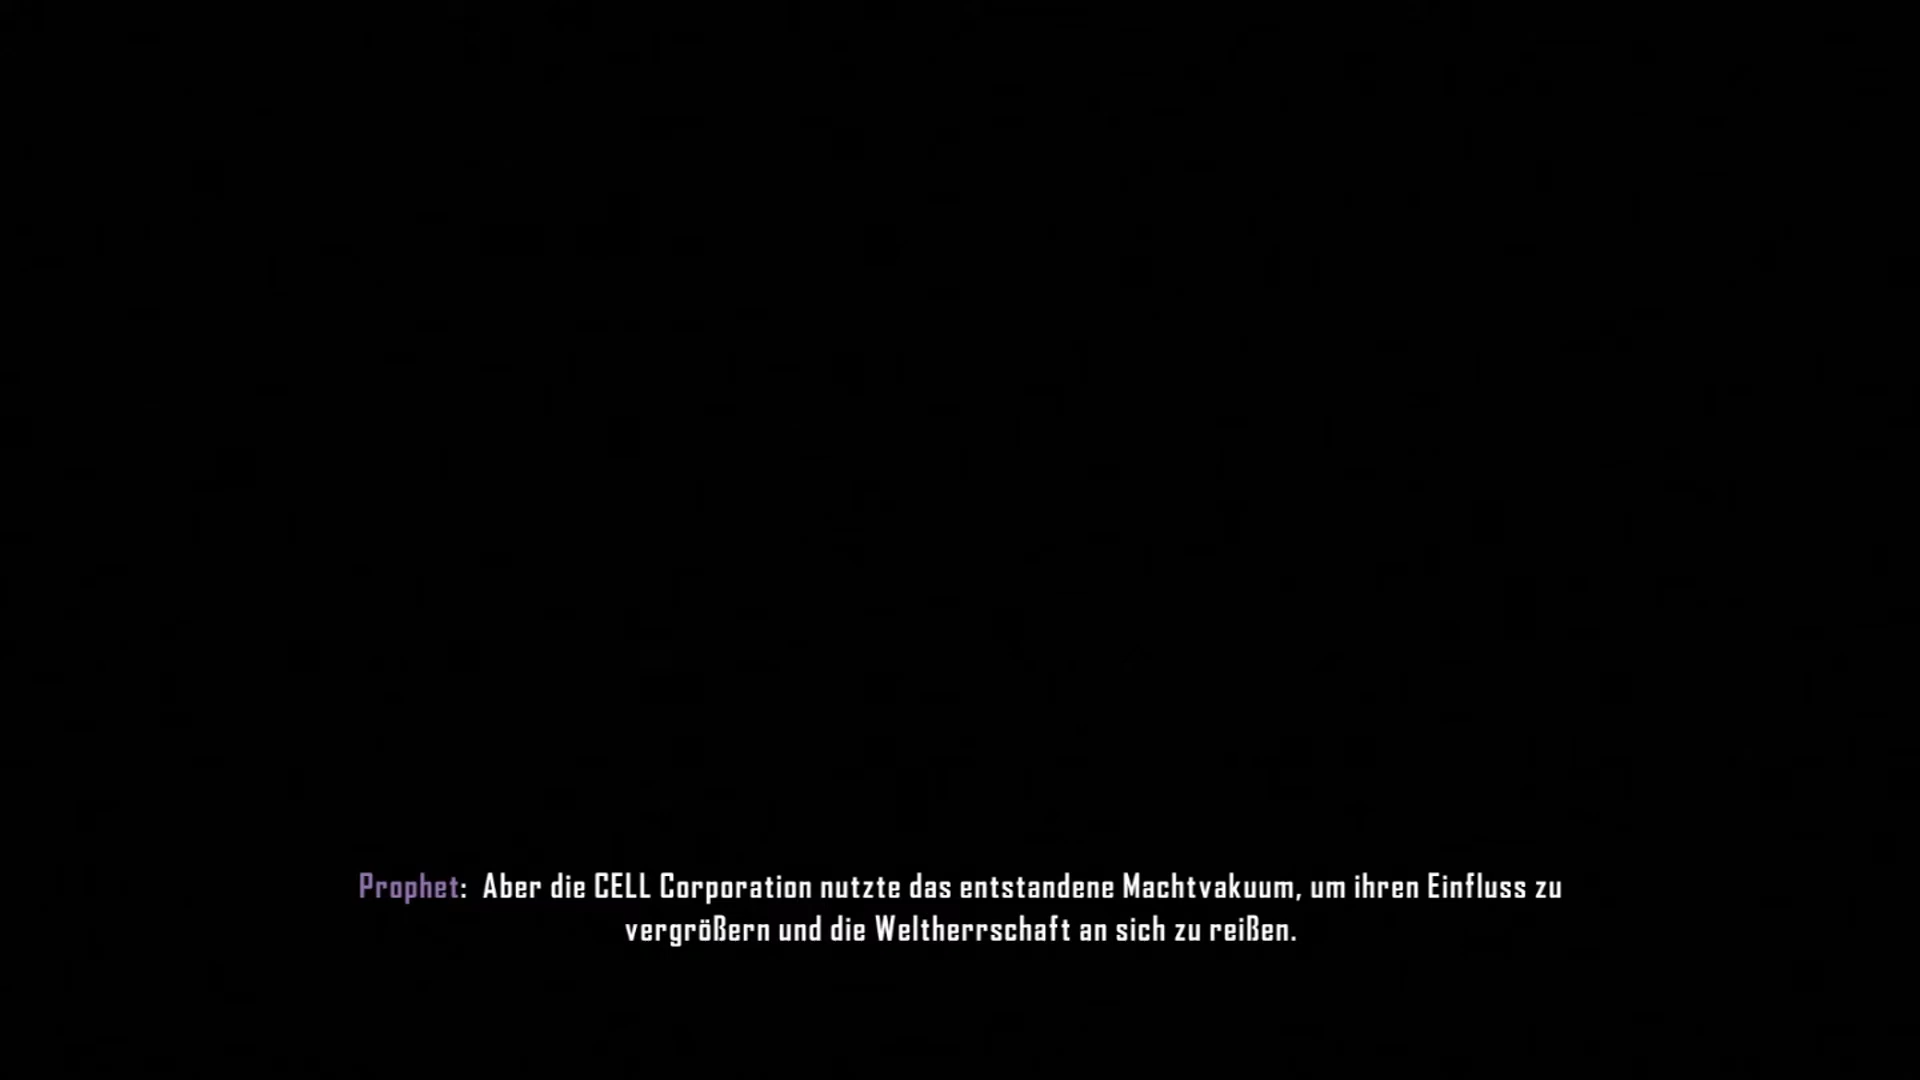 Prophet: Aber die CELL Corporation nutzte das entstandene Machtvakuum, um ihren Einfluss zu
vergrößern und die Weltherrschaft an sich zu reißen.